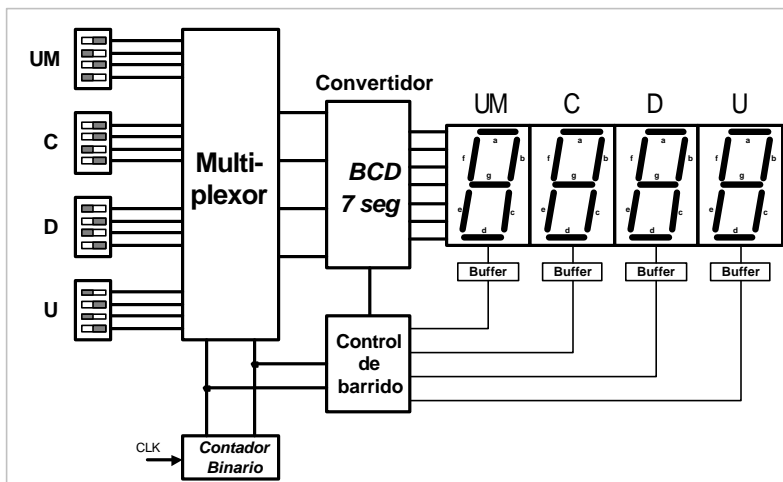 UM
C
D
U
Multi-
plexor
Convertidor
BCD
7 seg
UM C D U
a
f b
g
e c
d
a
f b
g
e c
d
a
f b
g
e c
d
a
f b
g
e c
d
Buffer Buffer Buffer Buffer
Control
de
barrido
CLK
Contador
Binario